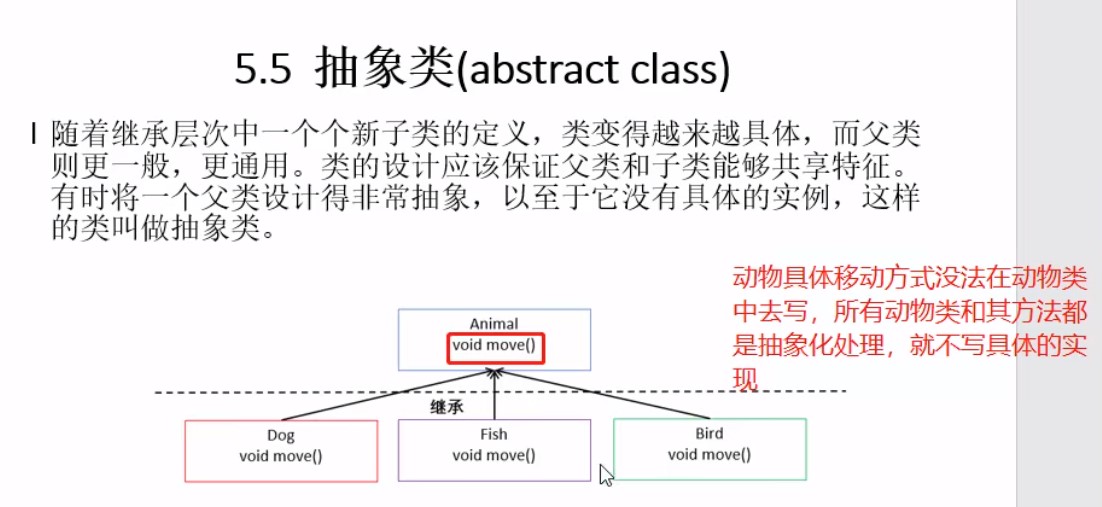 5.5 抽象类(abstract class)
l 随着继承层次中一个个新子类的定义，类变得越来越具体，而父类
则更一般，更通用。类的设计应该保证父类和子类能够共享特征。
有时将一个父类设计得非常抽象，以至于它没有具体的实例，这样
的类叫做抽象类。
动物具体移动方式没法在动物类
中去写，所有动物类和其方法都
是抽象化处理，就不写具体的实
现
Animal
void move()
继承
Dog
void move()
Fish
void move()
Bird
void move()